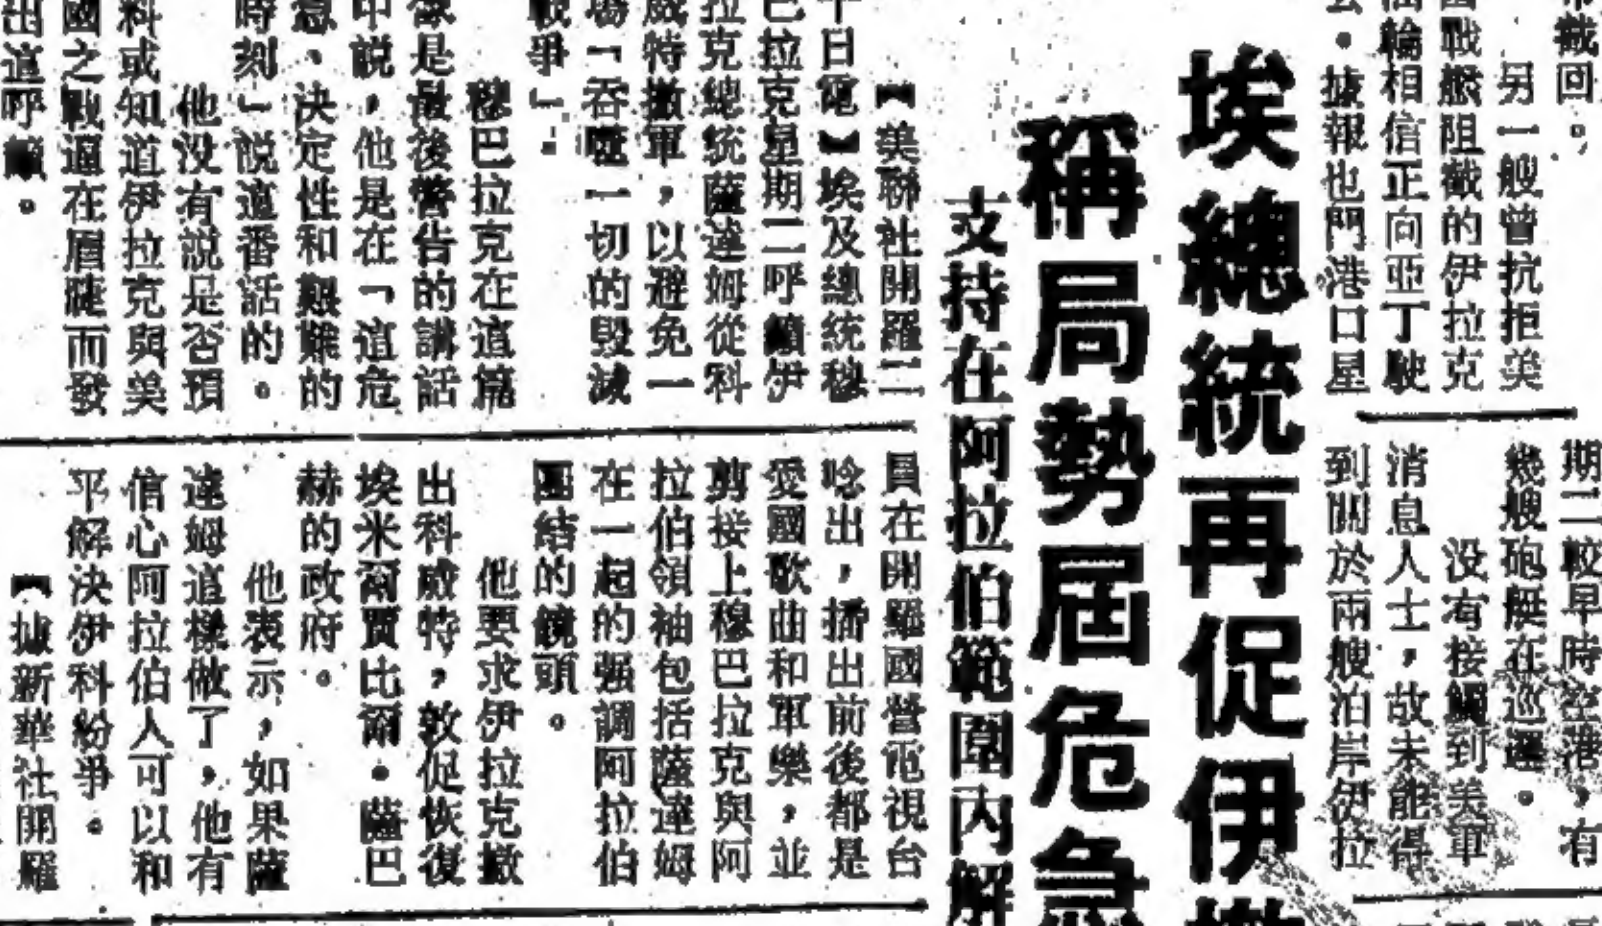 截回。
另一艘曾抗拒美
國戰艦阻截的伊拉克
油輪相信正向亞丁駛
去。據報也門港口星
期二較早時空港,有
幾艘砲艇在巡邏。
没有接觸到美軍
消息人士,故未能得
到關於兩艘泊岸伊拉
埃總統再促伊撤
稱局勢屆危急
支持在阿拉伯範圍内解
【美聯社開羅二
十日電】埃及總統穆
巴拉克星期二呼籲伊
拉克總統薩達姆從科
威特撤軍,以避免一
場「吞噬一切的毀滅
戰爭」.
穆巴拉克在這篇
像是最後警告的講話
中說,他是在「這危
急、决定性和艱難的
時刻」說這番話的。
他没有說是否預
料或知道伊拉克與美
國之戰迫在眉睫而發
出這呼籲。
員在開羅國營電視台
唸出,播出前後都是
愛國歌曲和軍樂,並
剪接上穆巴拉克與阿
拉伯領袖包括薩達姆
在一起的强調阿拉伯
團結的鏡頭。
他要求伊拉克撤
出科威特,敦促恢復
埃米爾賈比爾・薩巴
赫的政府。
他表示,如果薩
達姆這樣做了,他有
信心阿拉伯人可以和
平解决伊科紛爭。
【據新華社開羅